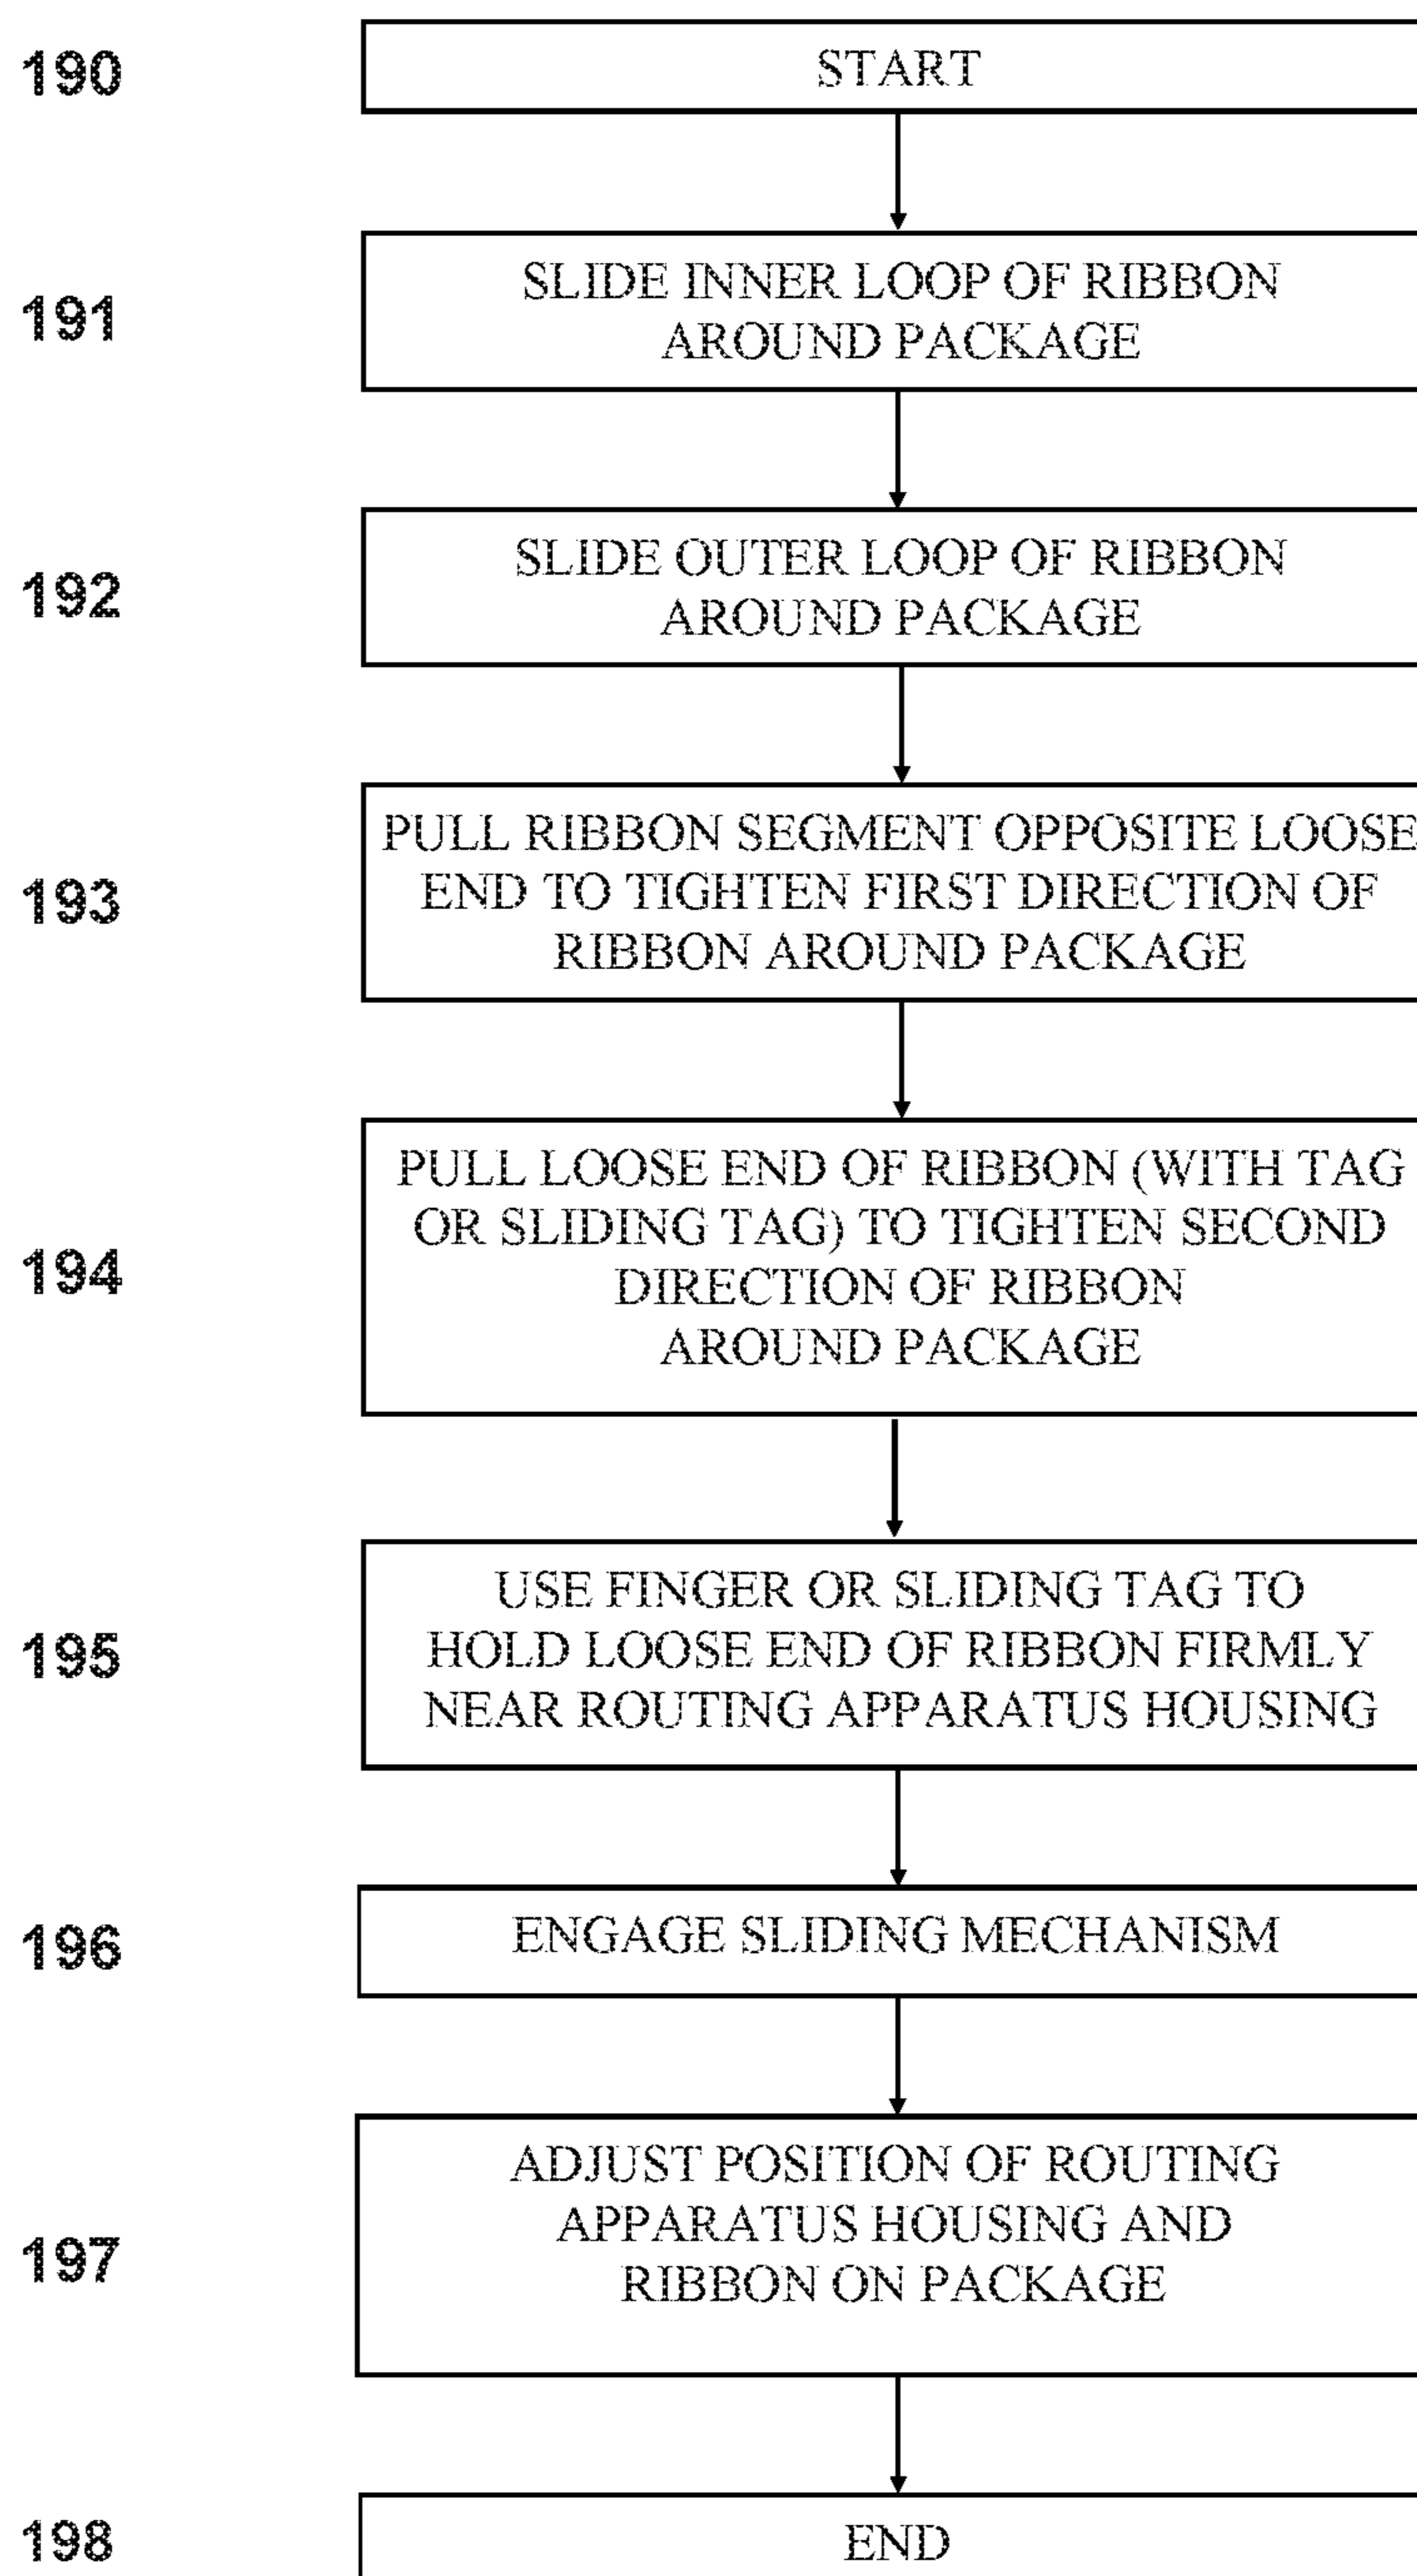 190
START
191
SLIDE INNER LOOP OF RIBBON
AROUND PACKAGE
192
SLIDE OUTER LOOP OF RIBBON
AROUND PACKAGE
193
PULL RIBBON SEGMENT OPPOSITE LOOSE
END TO TIGHTEN FIRST DIRECTION OF
RIBBON AROUND PACKAGE
194
PULL LOOSE END OF RIBBON (WITH TAG
OR SLIDING TAG) TO TIGHTEN SECOND
DIRECTION OF RIBBON
AROUND PACKAGE
195
USE FINGER OR SLIDING TAG TO
HOLD LOOSE END OF RIBBON FIRMLY
NEAR ROUTING APPARATUS HOUSING
196
ENGAGE SLIDING MECHANISM
197
ADJUST POSITION OF ROUTING
APPARATUS HOUSING AND
RIBBON ON PACKAGE
198
END